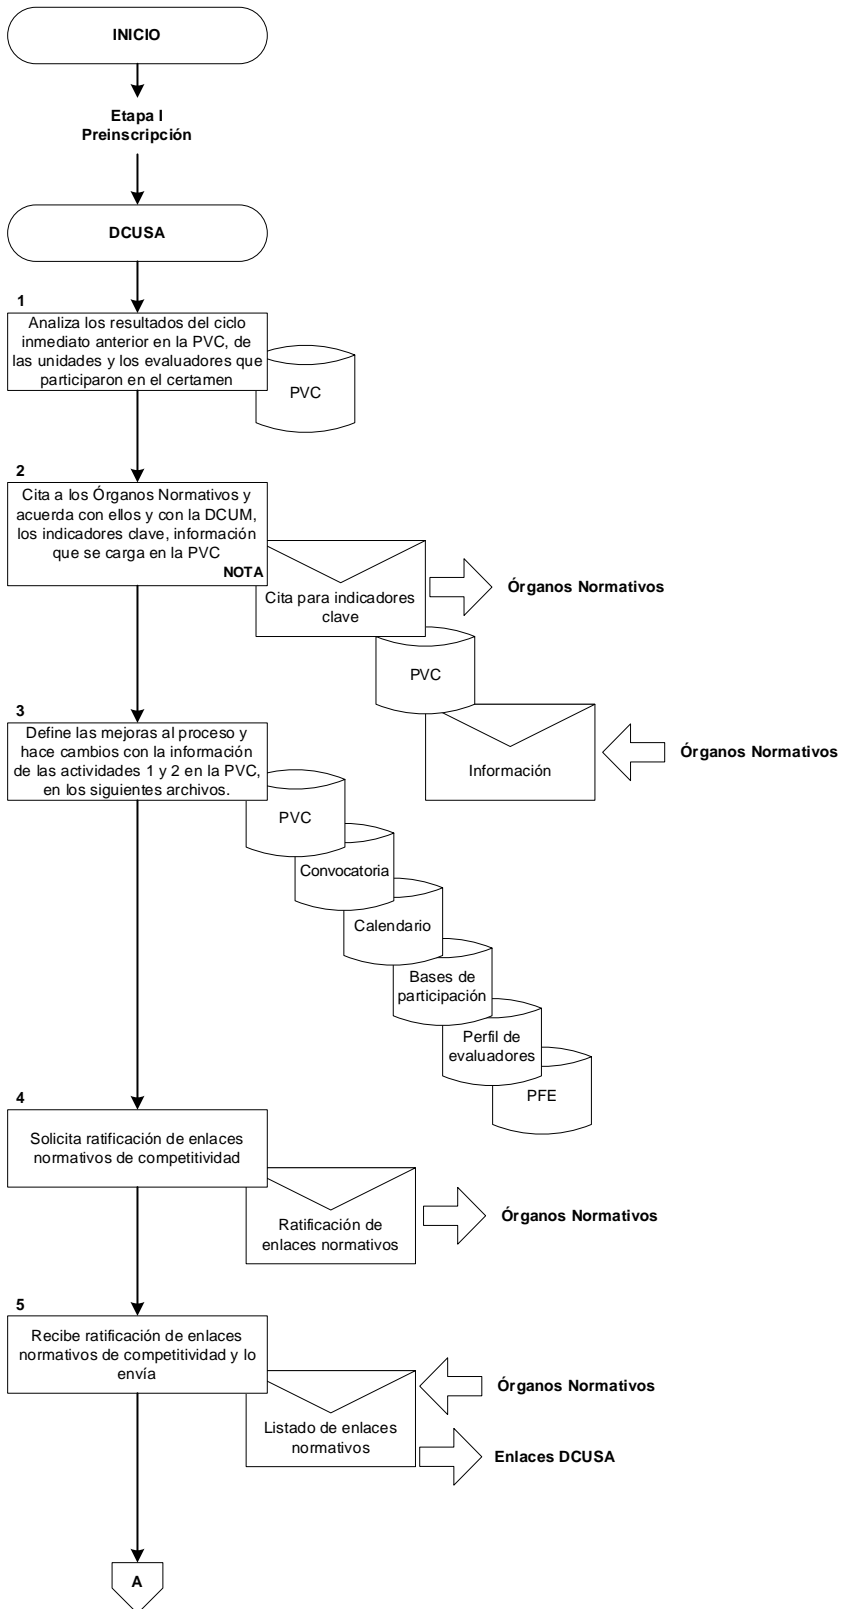 INICIO
Etapa I
Preinscripción
DCUSA
1
Analiza los resultados del ciclo
inmediato anterior en la PVC, de
las unidades y los evaluadores que
participaron en el certamen
PVC
2
Cita a los Órganos Normativos y
acuerda con ellos y con la DCUM,
los indicadores clave, información
que se carga en la PVC
NOTA
Cita para indicadores
clave
Órganos Normativos
PVC
Información
Órganos Normativos
3
Define las mejoras al proceso y
hace cambios con la información
de las actividades 1 y 2 en la PVC,
en los siguientes archivos.
PVC
Convocatoria
Calendario
Bases de
participación
Perfil de
evaluadores
PFE
4
Solicita ratificación de enlaces
normativos de competitividad
Ratificación de
enlaces normativos
Órganos Normativos
5
Recibe ratificación de enlaces
normativos de competitividad y lo
envía
Listado de enlaces
normativos
Órganos Normativos
Enlaces DCUSA
A